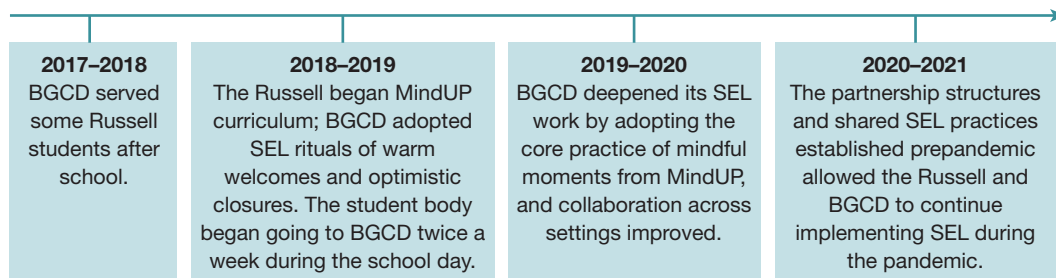 2017–2018
BGCD served
some Russell
students after
school.
2018–2019
The Russell began MindUP
curriculum; BGCD adopted
SEL rituals of warm
welcomes and optimistic
closures. The student body
began going to BGCD twice a
week during the school day.
2019–2020
BGCD deepened its SEL
work by adopting the
core practice of mindful
moments from MindUP,
and collaboration across
settings improved.
2020–2021
The partnership structures
and shared SEL practices
established prepandemic
allowed the Russell and
BGCD to continue
implementing SEL during
the pandemic.